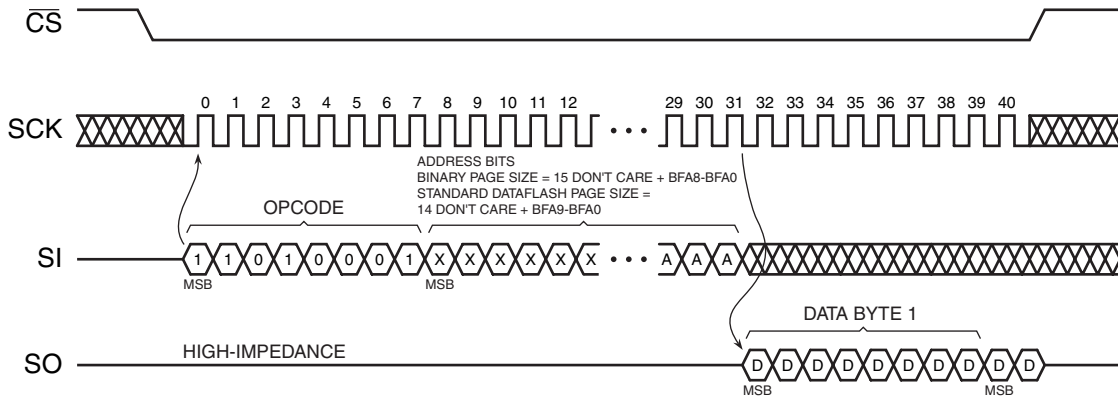 CS
0 1 2 3 4 5 6 7 8 9 10 11 12 29 30 31 32 33 34 35 36 37 38 39 40
SCK
ADDRESS BITS
BINARY PAGE SIZE = 15 DON'T CARE + BFA8-BFA0
STANDARD DATAFLASH PAGE SIZE =
14 DON'T CARE + BFA9-BFA0
OPCODE
SI
1 1 0 1 0 0 0 1 X X X X X X A A A
MSB MSB
DATA BYTE 1
HIGH-IMPEDANCE
SO
D D D D D D D D D D
MSB MSB